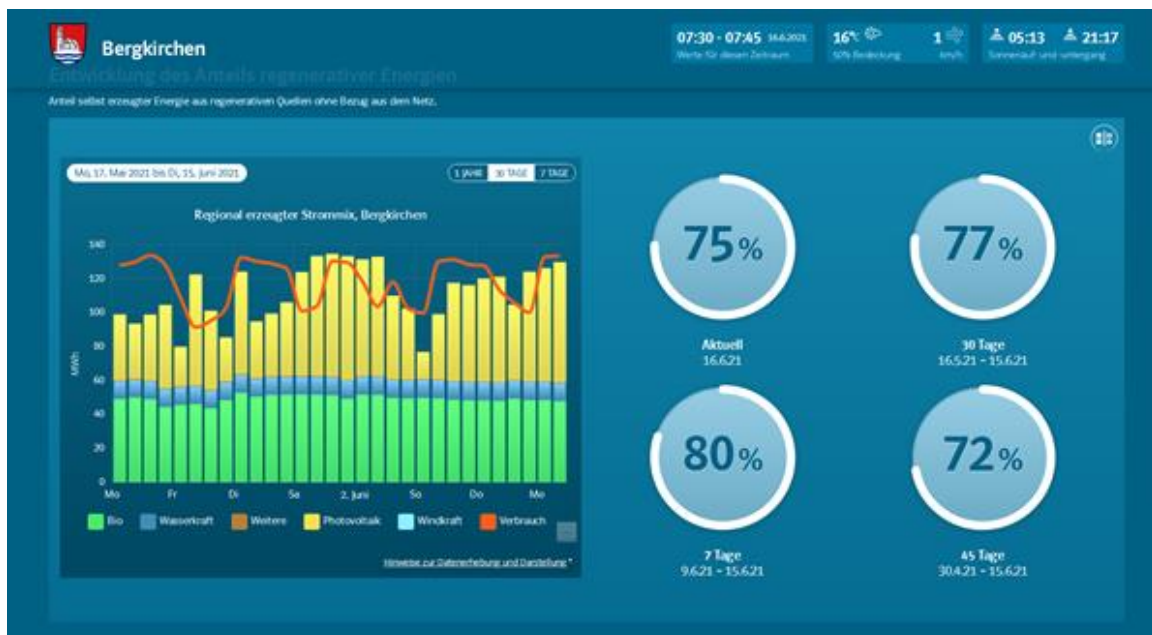 Bergkirchen
07:30 - 07:45 16.6.2021
Werte für diesen Zeitraum
16°C
50% Bedeckung
1
km/h
05:13 21:17
Sonnenauf- und -untergang
Entwicklung des Anteils regenerativer Energien
Anteil selbst erzeugter Energie aus regenerativen Quellen ohne Bezug aus dem Netz.
Mo, 17. Mai 2021 bis Di, 15. Juni 2021
1 JAHR 30 TAGE 7 TAGE
Regional erzeugter Strommix, Bergkirchen
140
120
100
80
60
40
20
0
MWh
Mo Fr Di Sa 2. Juni So Do Mo
Bio Wasserkraft Weitere Photovoltaik Windkraft Verbrauch
Hinweise zur Datenerhebung und Darstellung *
75%
Aktuell
16.6.21
77%
30 Tage
16.5.21 - 15.6.21
80%
7 Tage
9.6.21 - 15.6.21
72%
45 Tage
30.4.21 - 15.6.21